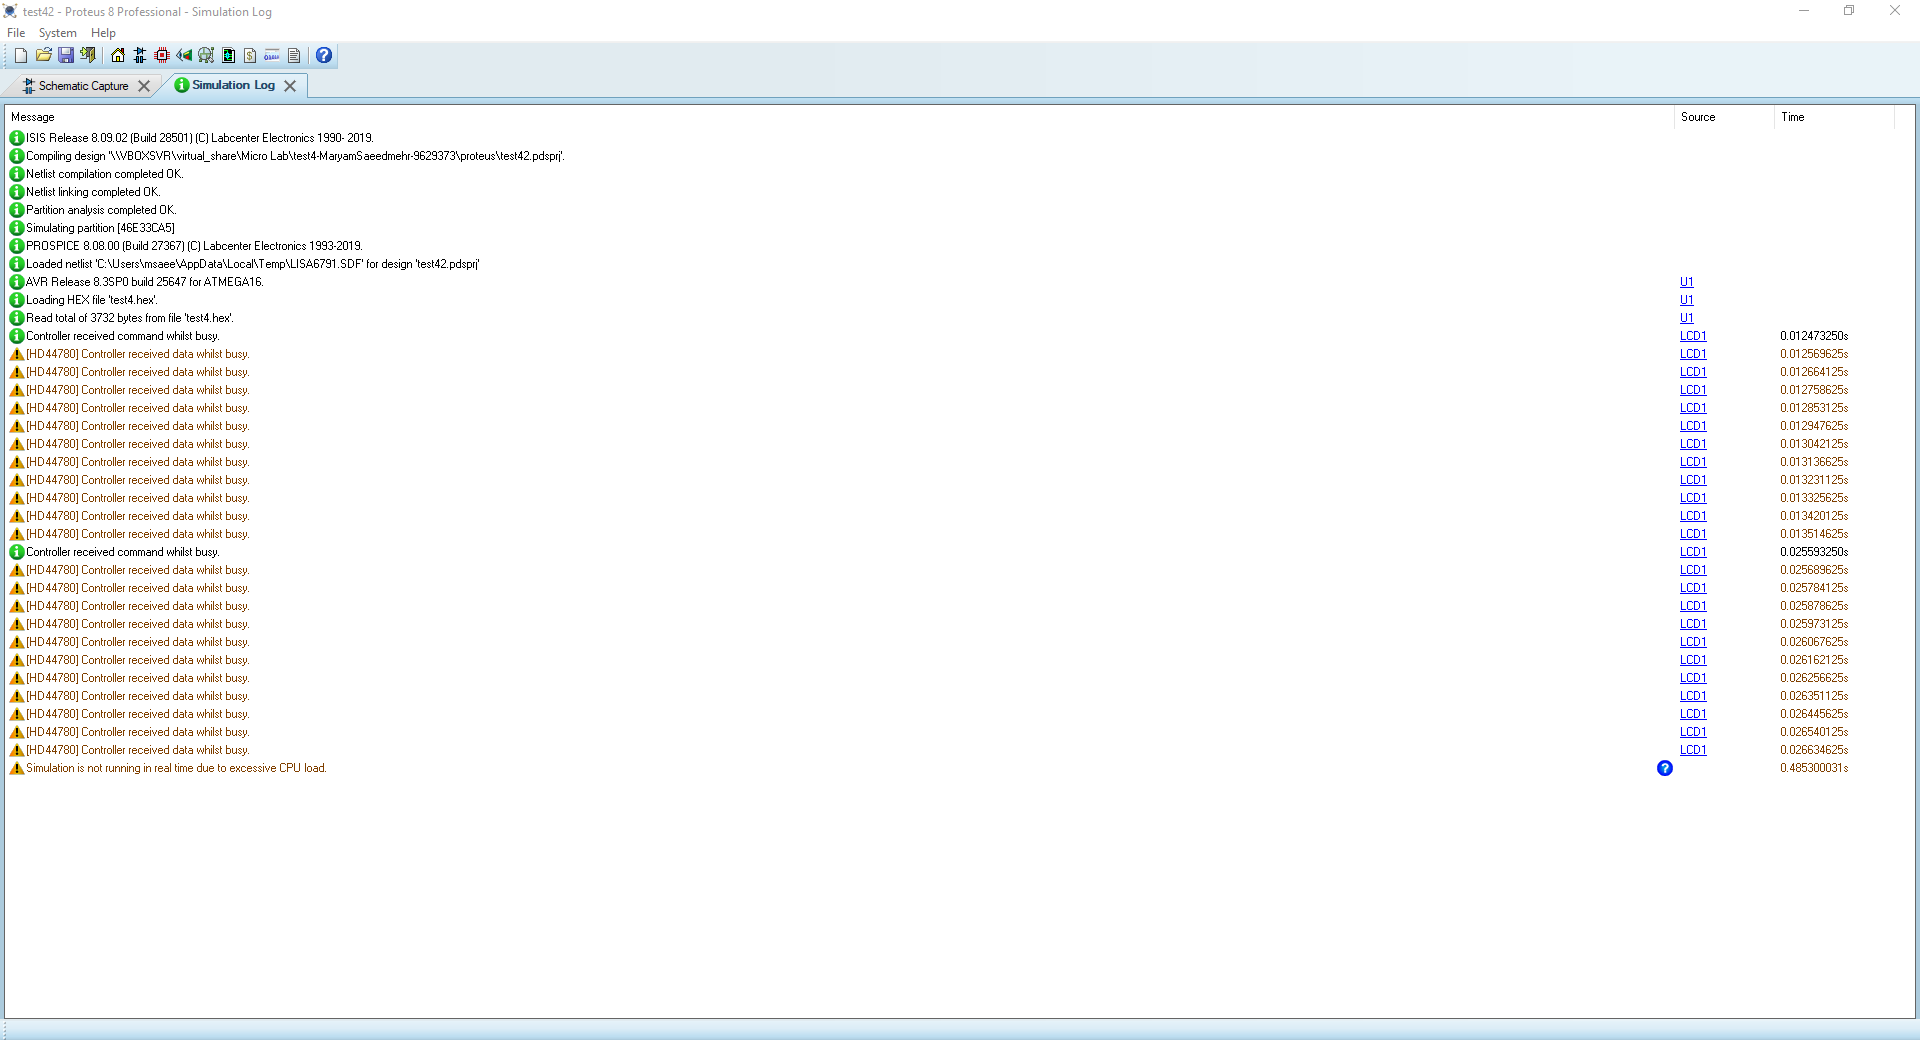 test42 - Proteus 8 Professional - Simulation Log
File System Help
Schematic Capture Simulation Log
Message Source Time
ISIS Release 8.09.02 (Build 28501) (C) Labcenter Electronics 1990- 2019.
Compiling design '\\VBOXSVR\virtual_share\Micro Lab\test4-MaryamSaeedmehr-9629373\proteus\test42.pdsprj'.
Netlist compilation completed OK.
Netlist linking completed OK.
Partition analysis completed OK.
Simulating partition [46E33CA5]
PROSPICE 8.08.00 (Build 27367) (C) Labcenter Electronics 1993-2019.
Loaded netlist 'C:\Users\msaee\AppData\Local\Temp\LISA6791.SDF' for design 'test42.pdsprj'
AVR Release 8.3SP0 build 25647 for ATMEGA16. U1
Loading HEX file 'test4.hex'. U1
Read total of 3732 bytes from file 'test4.hex'. U1
Controller received command whilst busy. LCD1 0.012473250s
[HD44780] Controller received data whilst busy. LCD1 0.012569625s
[HD44780] Controller received data whilst busy. LCD1 0.012664125s
[HD44780] Controller received data whilst busy. LCD1 0.012758625s
[HD44780] Controller received data whilst busy. LCD1 0.012853125s
[HD44780] Controller received data whilst busy. LCD1 0.012947625s
[HD44780] Controller received data whilst busy. LCD1 0.013042125s
[HD44780] Controller received data whilst busy. LCD1 0.013136625s
[HD44780] Controller received data whilst busy. LCD1 0.013231125s
[HD44780] Controller received data whilst busy. LCD1 0.013325625s
[HD44780] Controller received data whilst busy. LCD1 0.013420125s
[HD44780] Controller received data whilst busy. LCD1 0.013514625s
Controller received command whilst busy. LCD1 0.025593250s
[HD44780] Controller received data whilst busy. LCD1 0.025689625s
[HD44780] Controller received data whilst busy. LCD1 0.025784125s
[HD44780] Controller received data whilst busy. LCD1 0.025878625s
[HD44780] Controller received data whilst busy. LCD1 0.025973125s
[HD44780] Controller received data whilst busy. LCD1 0.026067625s
[HD44780] Controller received data whilst busy. LCD1 0.026162125s
[HD44780] Controller received data whilst busy. LCD1 0.026256625s
[HD44780] Controller received data whilst busy. LCD1 0.026351125s
[HD44780] Controller received data whilst busy. LCD1 0.026445625s
[HD44780] Controller received data whilst busy. LCD1 0.026540125s
[HD44780] Controller received data whilst busy. LCD1 0.026634625s
Simulation is not running in real time due to excessive CPU load. 0.485300031s